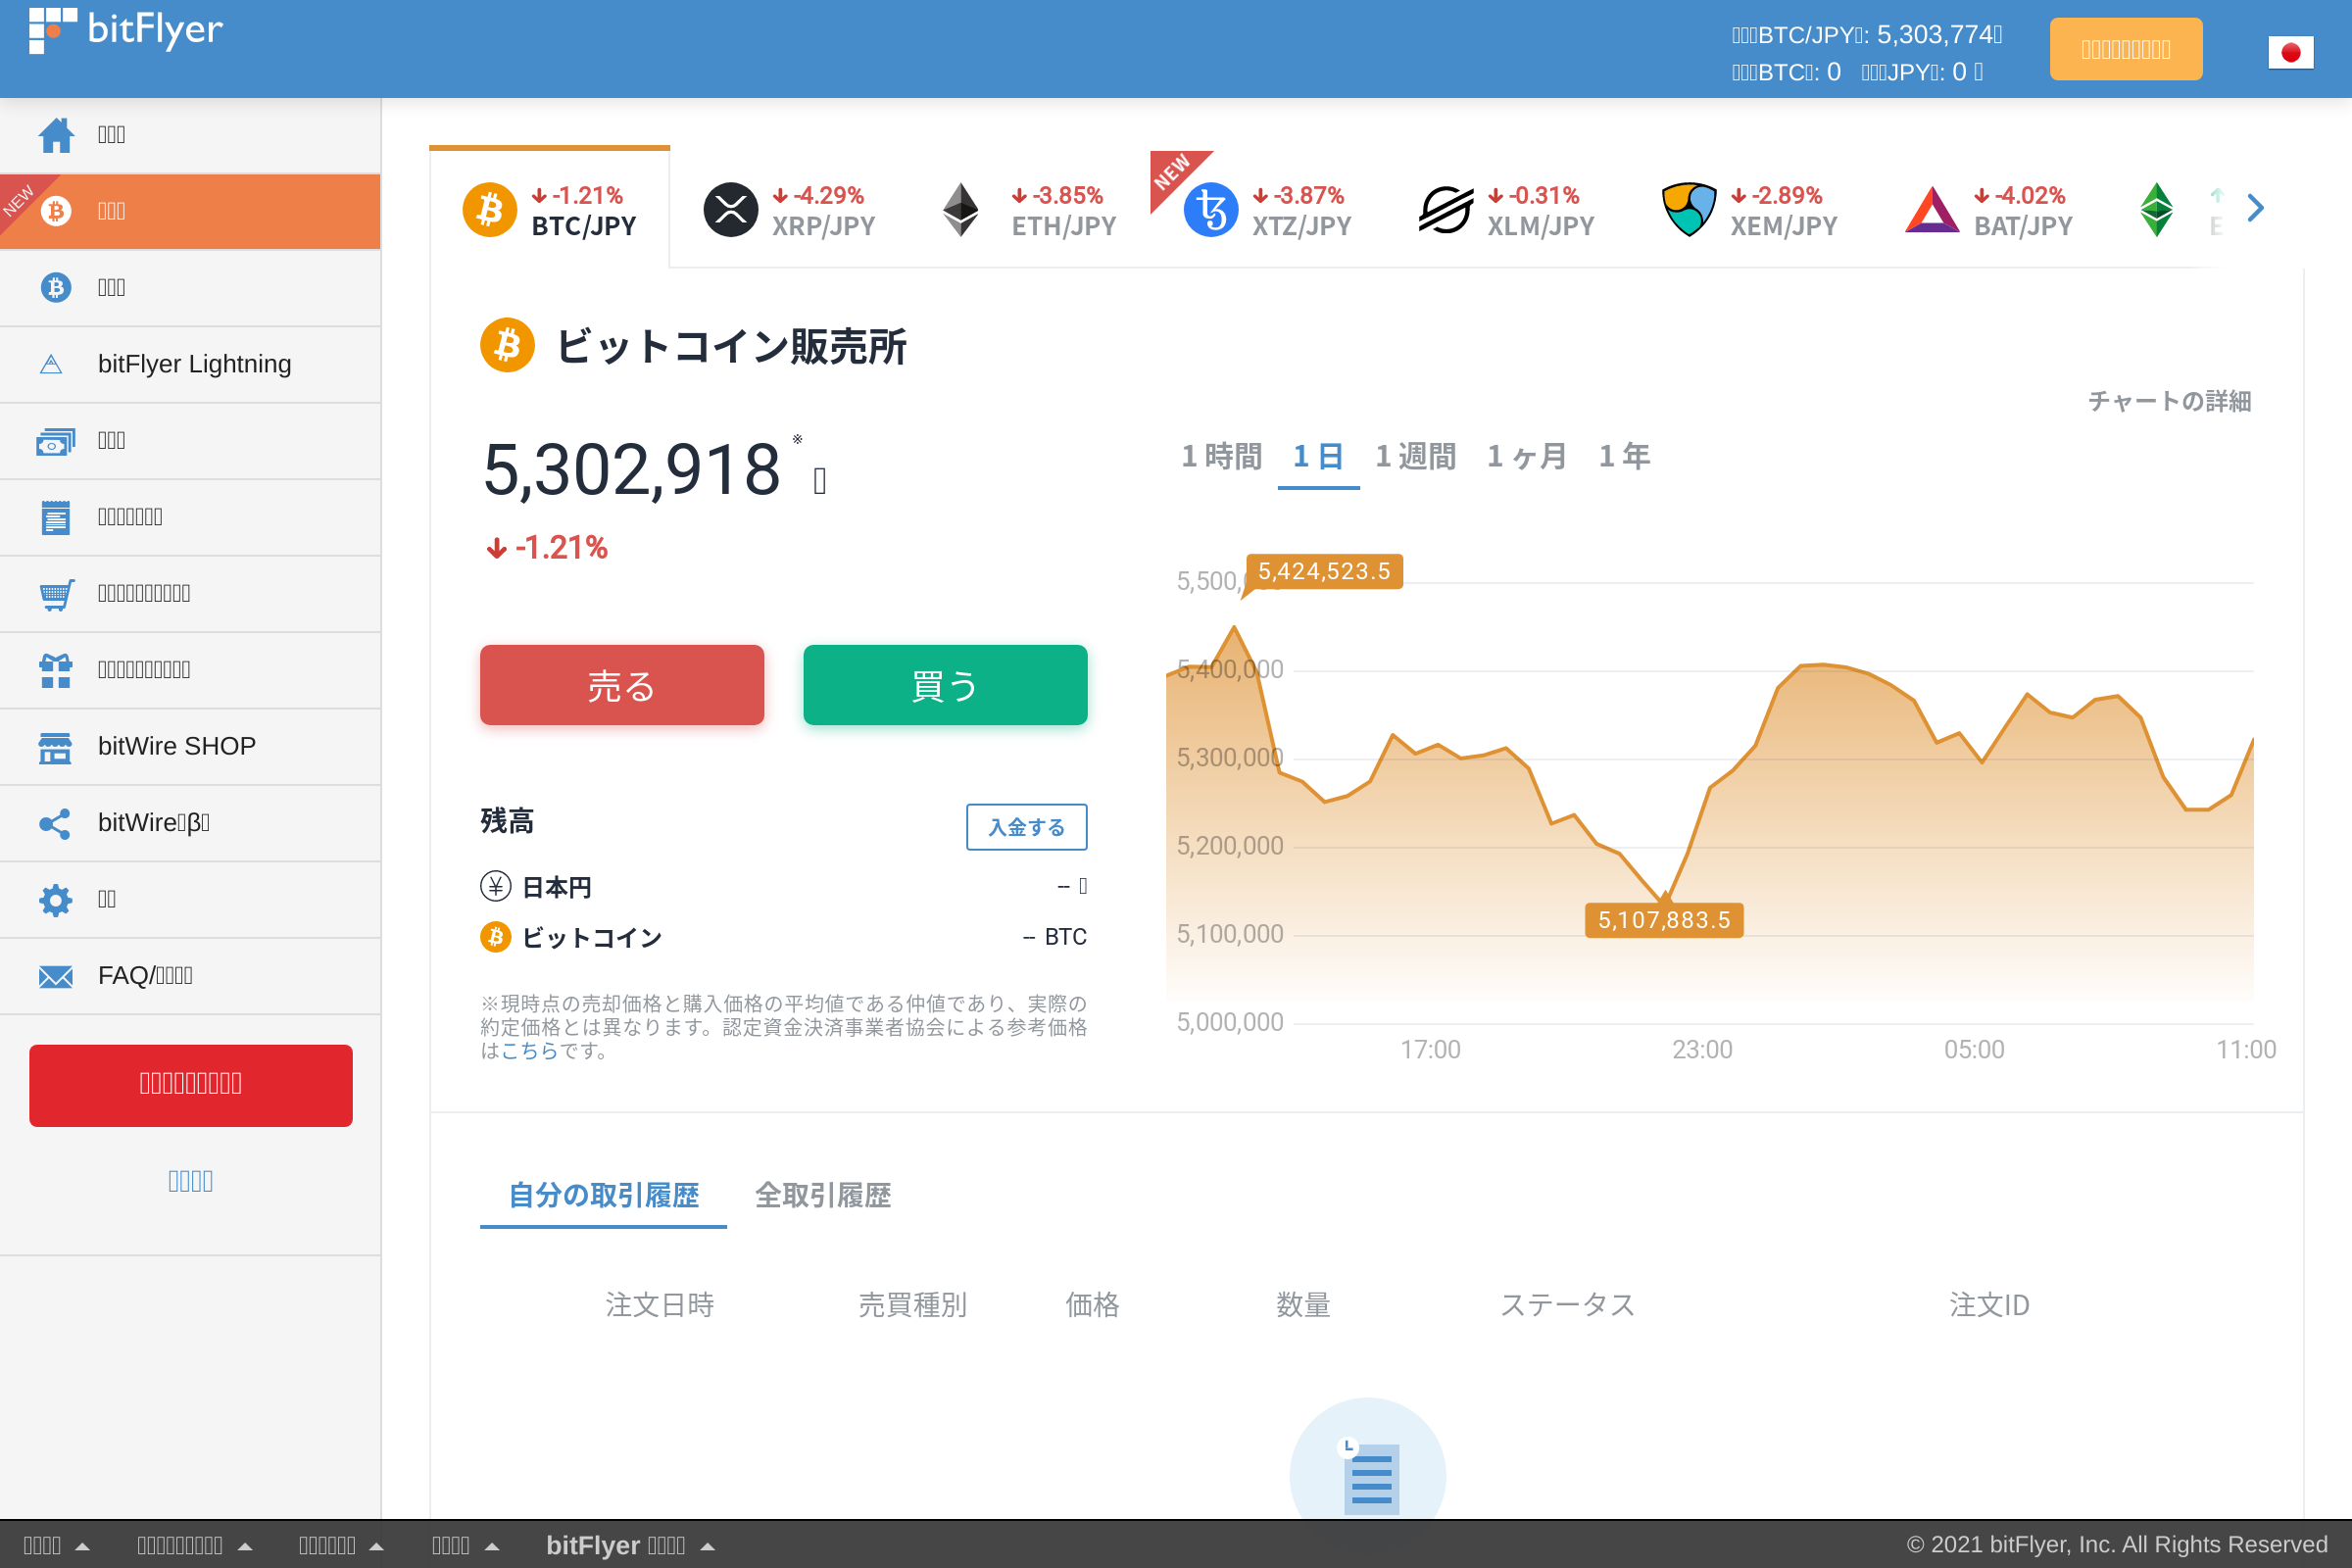 bitFlyer
BTC/JPY : 5,303,774
BTC : 0 JPY : 0
NEW
bitFlyer Lightning
bitWire SHOP
bitWire β
FAQ/
-1.21%
BTC/JPY
-4.29%
XRP/JPY
-3.85%
ETH/JPY
NEW
-3.87%
XTZ/JPY
-0.31%
XLM/JPY
-2.89%
XEM/JPY
-4.02%
BAT/JPY
ビットコイン販売所
チャートの詳細
5,302,918 ※
-1.21%
1 時間 1 日 1 週間 1 ヶ月 1 年
売る 買う
残高 入金する
日本円 --
ビットコイン -- BTC
※現時点の売却価格と購入価格の平均値である仲値であり、実際の
約定価格とは異なります。認定資金決済事業者協会による参考価格
はこちらです。
5,424,523.5
5,400,000
5,300,000
5,200,000
5,107,883.5
5,100,000
5,000,000
17:00 23:00 05:00 11:00
自分の取引履歴 全取引履歴
注文日時 売買種別 価格 数量 ステータス 注文ID
bitFlyer
© 2021 bitFlyer, Inc. All Rights Reserved